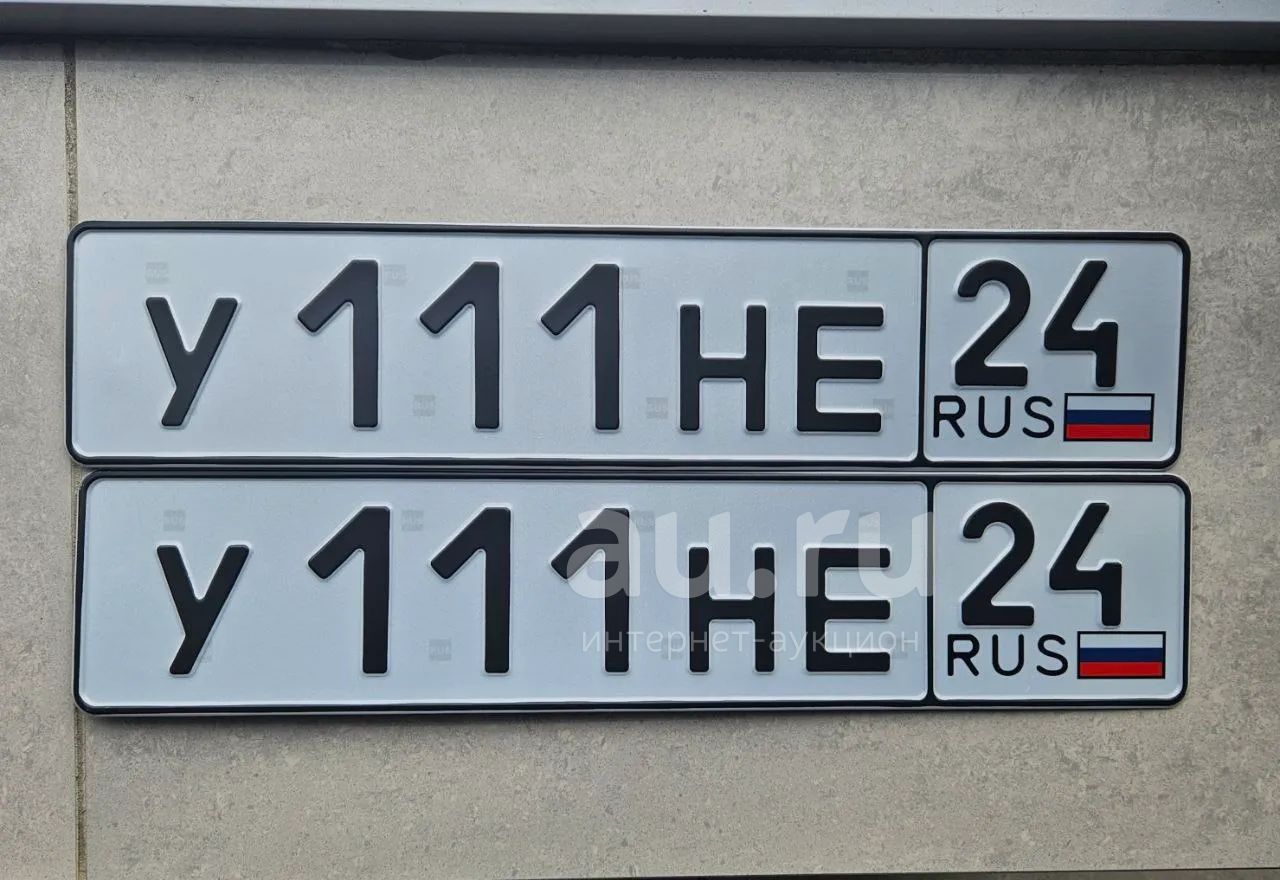 У 111 НЕ 24
RUS
У 111 НЕ 24
RUS
au.ru
интернет-аукцион